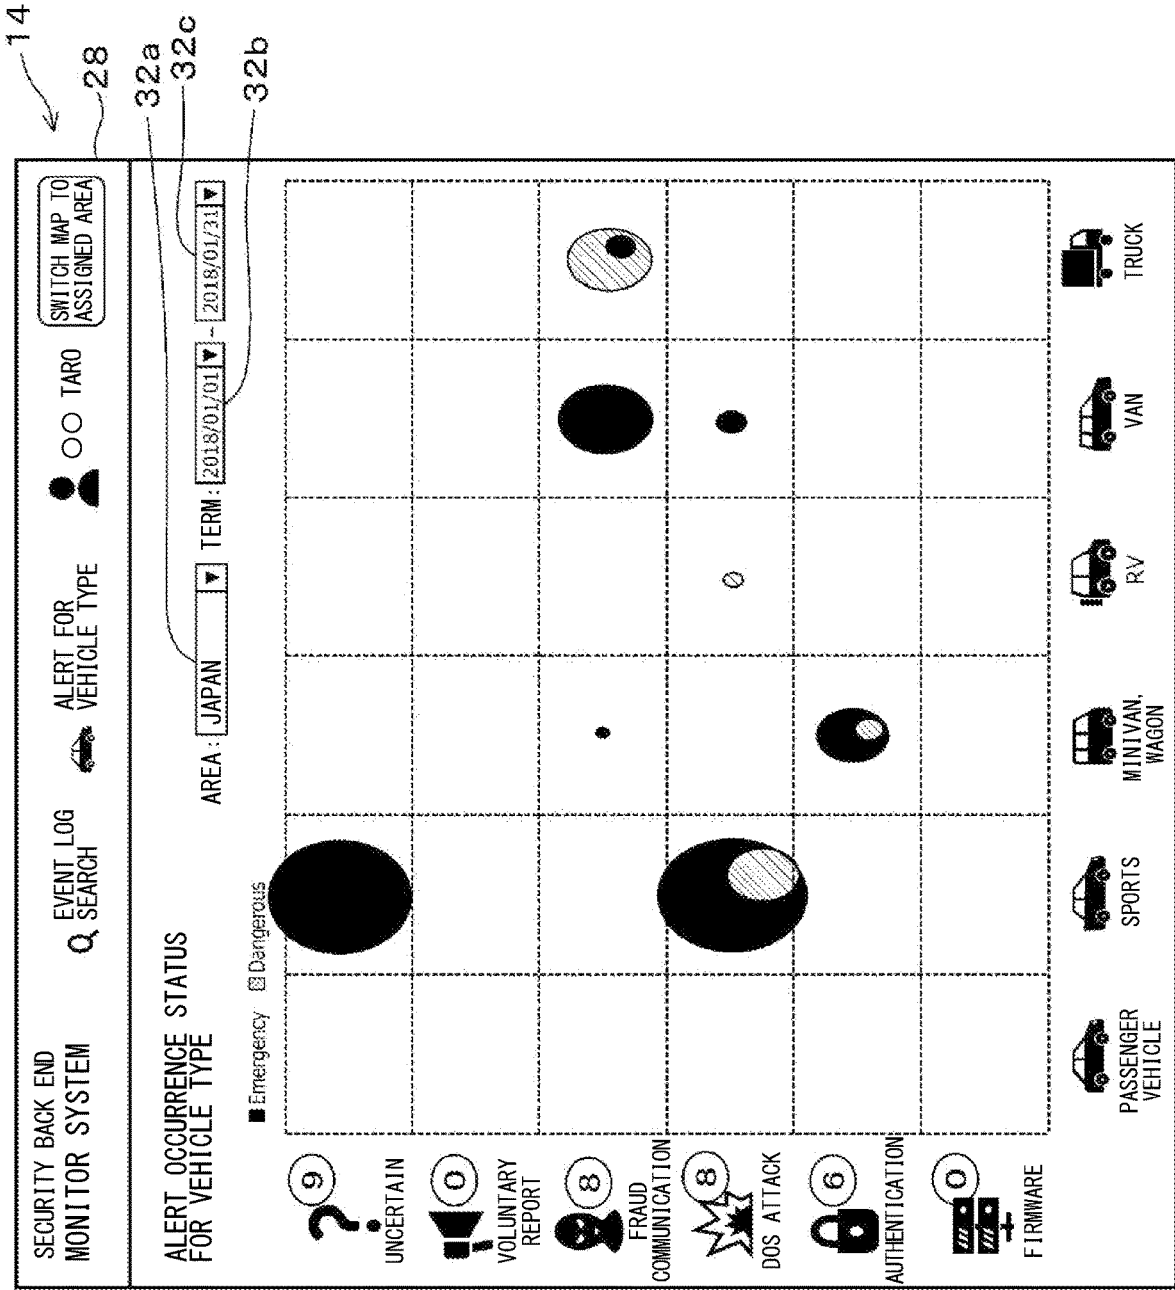 14
28
32a
32c
32b
SECURITY BACK END
MONITOR SYSTEM
EVENT LOG
SEARCH
ALERT FOR
VEHICLE TYPE
○○ TARO
SWITCH MAP TO
ASSIGNED AREA
ALERT OCCURRENCE STATUS
FOR VEHICLE TYPE
AREA: JAPAN ▼ TERM: 2018/01/01 ▼ - 2018/01/31 ▼
Emergency Dangerous
9
?
UNCERTAIN
0
VOLUNTARY
REPORT
8
FRAUD
COMMUNICATION
8
DOS ATTACK
6
AUTHENTICATION
0
FIRMWARE
PASSENGER
VEHICLE
SPORTS
MINIVAN,
WAGON
RV
VAN
TRUCK